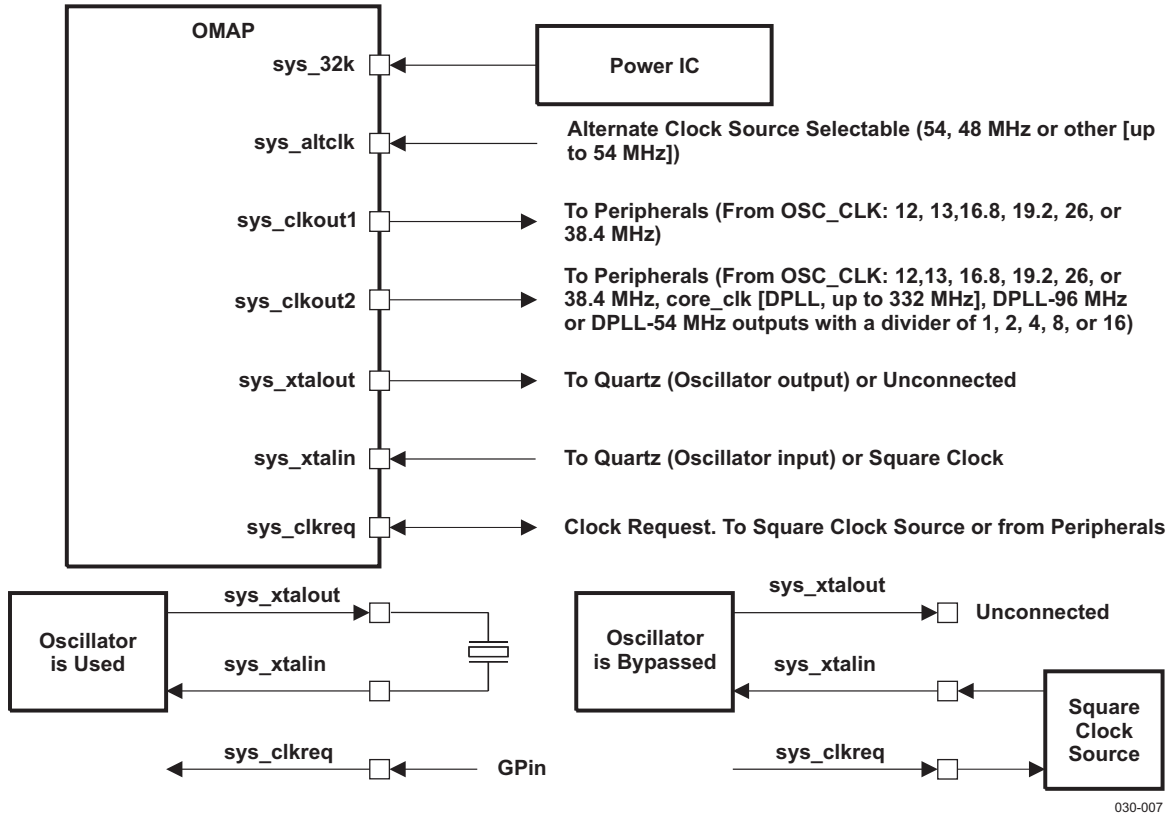 OMAP
sys_32k
Power IC
sys_altclk
Alternate Clock Source Selectable (54, 48 MHz or other [up
to 54 MHz])
sys_clkout1
To Peripherals (From OSC_CLK: 12, 13,16.8, 19.2, 26, or
38.4 MHz)
sys_clkout2
To Peripherals (From OSC_CLK: 12,13, 16.8, 19.2, 26, or
38.4 MHz, core_clk [DPLL, up to 332 MHz], DPLL-96 MHz
or DPLL-54 MHz outputs with a divider of 1, 2, 4, 8, or 16)
sys_xtalout
To Quartz (Oscillator output) or Unconnected
sys_xtalin
To Quartz (Oscillator input) or Square Clock
sys_clkreq
Clock Request. To Square Clock Source or from Peripherals
Oscillator
is Used
sys_xtalout
sys_xtalin
sys_clkreq
GPin
Oscillator
is Bypassed
sys_xtalout
Unconnected
sys_xtalin
Square
Clock
Source
sys_clkreq
030-007